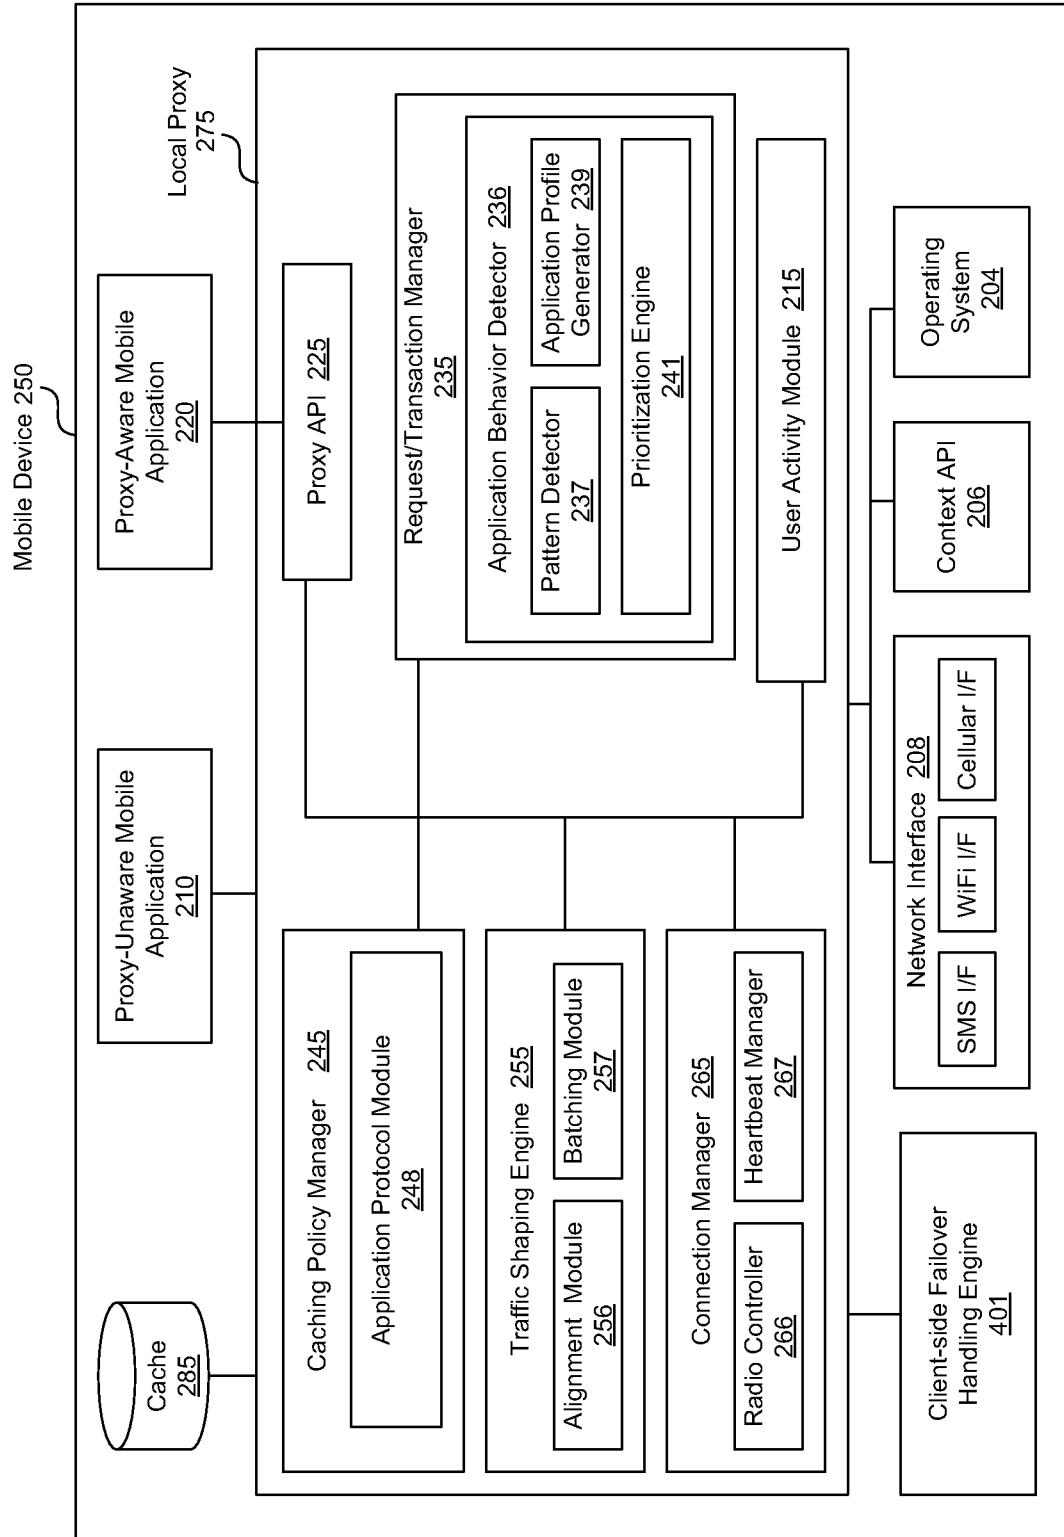 Mobile Device 250
Local Proxy
275
Cache
285
Proxy-Unaware Mobile
Application
210
Proxy-Aware Mobile
Application
220
Caching Policy Manager 245
Application Protocol Module
248
Traffic Shaping Engine 255
Alignment Module
256
Batching Module
257
Connection Manager 265
Radio Controller
266
Heartbeat Manager
267
Proxy API 225
Request/Transaction Manager
235
Application Behavior Detector 236
Pattern Detector
237
Application Profile
Generator 239
Prioritization Engine
241
User Activity Module 215
Client-side Failover
Handling Engine
401
Network Interface 208
SMS I/F
WiFi I/F
Cellular I/F
Context API
206
Operating
System
204